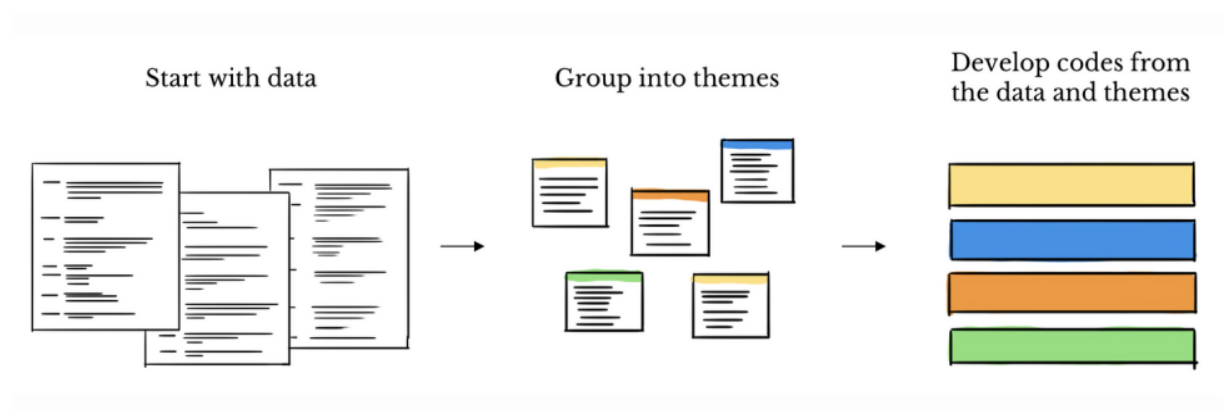 Start with data
Group into themes
Develop codes from
the data and themes